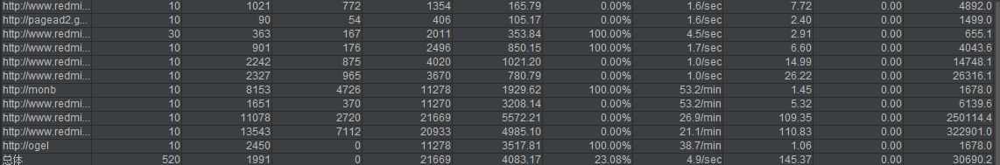 http://www.redmi... 10 1021 772 1354 165.79 0.00% 1.6/sec 7.72 0.00 4892.0
http://pagead2.g... 10 90 54 406 105.17 0.00% 1.6/sec 2.40 0.00 1499.0
http://www.redmi... 30 363 167 2011 353.84 100.00% 4.5/sec 2.91 0.00 655.1
http://www.redmi... 10 901 176 2496 850.15 100.00% 1.7/sec 6.60 0.00 4043.6
http://www.redmi... 10 2242 875 4020 1021.20 0.00% 1.0/sec 14.99 0.00 14748.1
http://www.redmi... 10 2327 965 3670 780.79 0.00% 1.0/sec 26.22 0.00 26316.1
http://monb 10 8153 4726 11278 1929.62 100.00% 53.2/min 1.45 0.00 1678.0
http://www.redmi... 10 1651 370 11270 3208.14 0.00% 53.2/min 5.32 0.00 6139.6
http://www.redmi... 10 11078 2720 21669 5572.21 0.00% 26.9/min 109.35 0.00 250114.4
http://www.redmi... 10 13543 7112 20933 4985.10 0.00% 21.1/min 110.83 0.00 322901.0
http://ogel 10 2450 0 11278 3517.81 100.00% 38.7/min 1.06 0.00 1678.0
总体 520 1991 0 21669 4083.17 23.08% 4.9/sec 145.37 0.00 30690.2